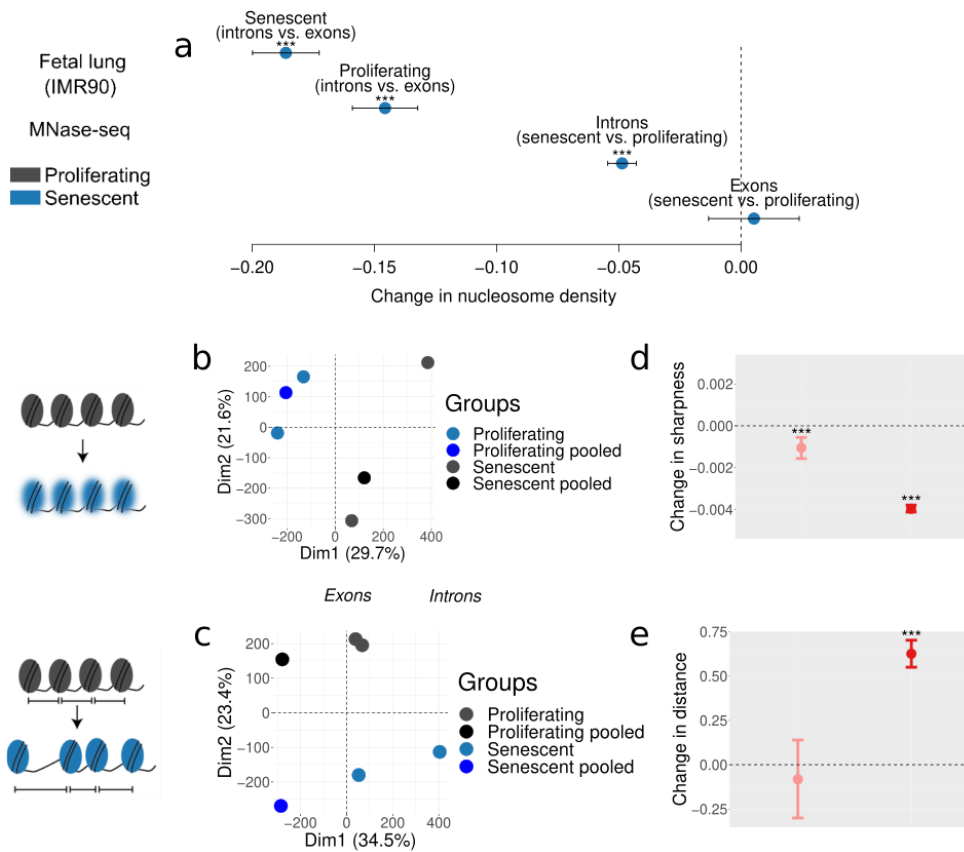 a
Fetal lung
(IMR90)
MNase-seq
Proliferating
Senescent
Senescent
(introns vs. exons)
***
Proliferating
(introns vs. exons)
***
Introns
(senescent vs. proliferating)
***
Exons
(senescent vs. proliferating)
−0.20 −0.15 −0.10 −0.05 0.00
Change in nucleosome density
b
200
100
0
−100
−200
−300
Dim2 (21.6%)
−200 0 200 400
Dim1 (29.7%)
Groups
Proliferating
Proliferating pooled
Senescent
Senescent pooled
d
0.002
0.000
−0.002
−0.004
Change in sharpness
***
***
Exons Introns
c
200
100
0
−100
−200
Dim2 (23.4%)
−200 0 200 400
Dim1 (34.5%)
Groups
Proliferating
Proliferating pooled
Senescent
Senescent pooled
e
0.75
0.50
0.25
0.00
−0.25
Change in distance
***